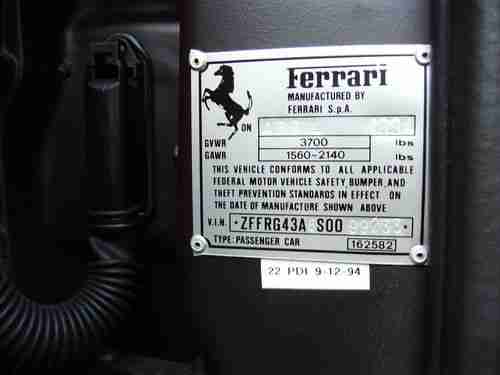 Ferrari
MANUFACTURED BY
FERRARI S.p.A.
ON
GVWR 3700 lbs
GAWR 1560-2140 lbs
THIS VEHICLE CONFORMS TO ALL APPLICABLE
FEDERAL MOTOR VEHICLE SAFETY, BUMPER, AND
THEFT PREVENTION STANDARDS IN EFFECT ON
THE DATE OF MANUFACTURE SHOWN ABOVE
V.I.N. ZFFRG43A S00
TYPE: PASSENGER CAR 162582
22 PDI 9-12-94